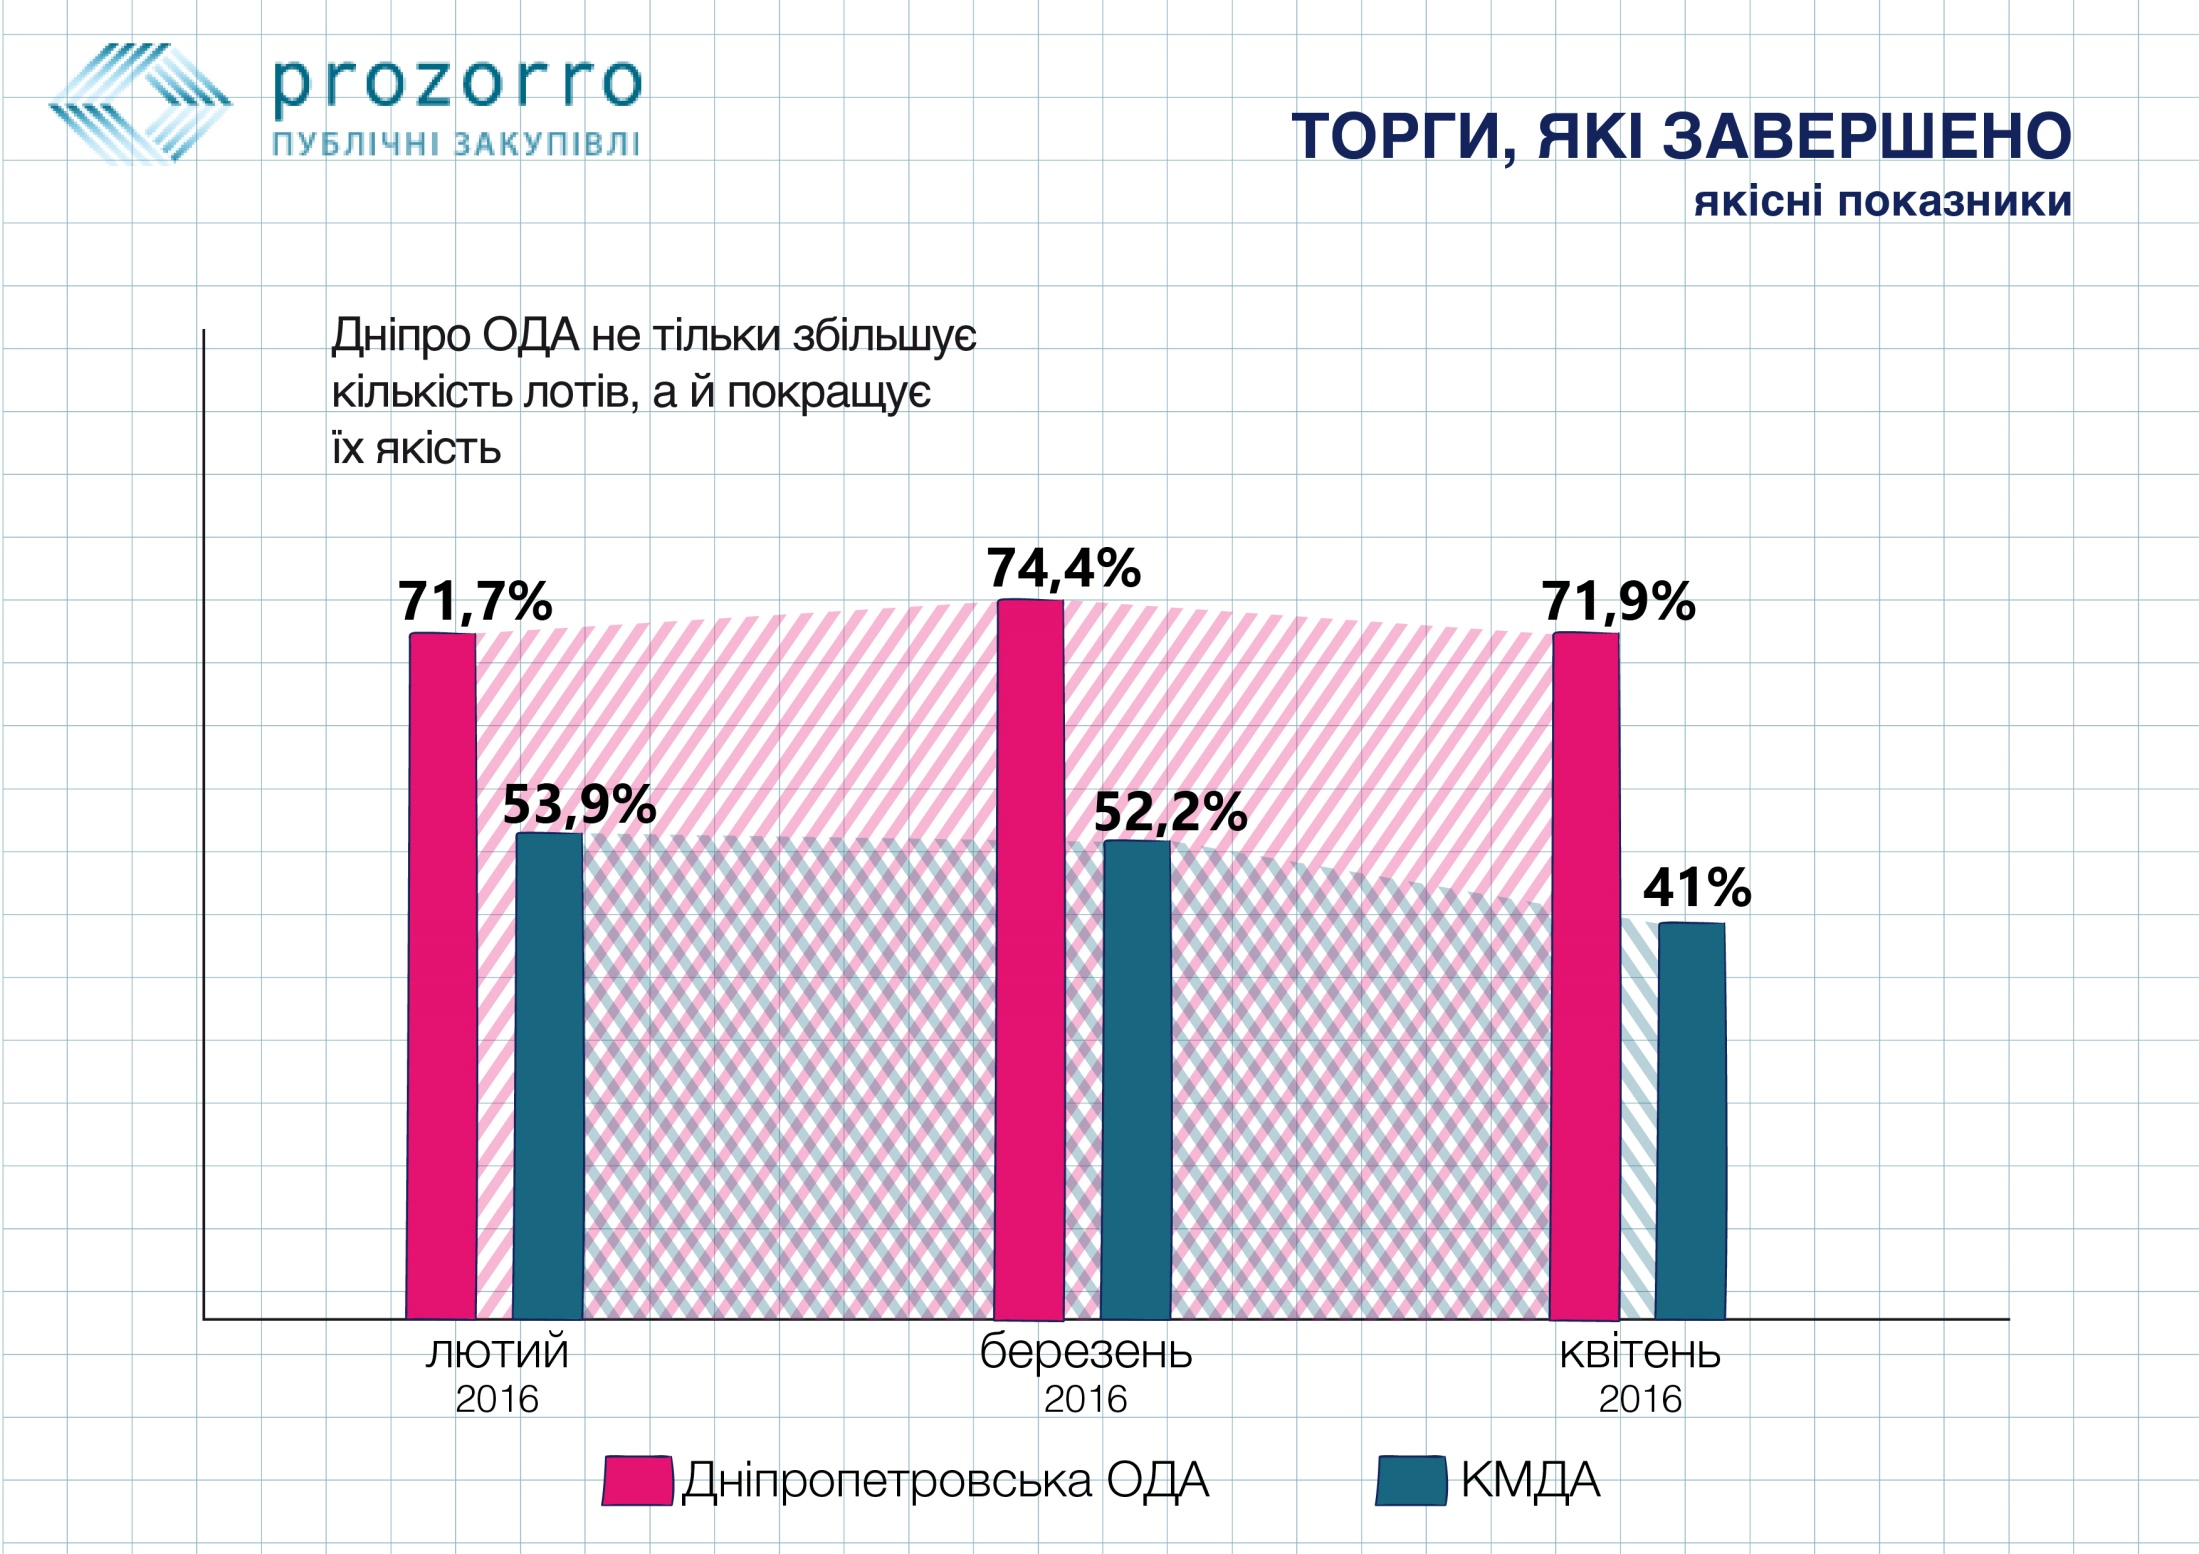 prozorro
ПУБЛІЧНІ ЗАКУПІВЛІ
ТОРГИ, ЯКІ ЗАВЕРШЕНО
якісні показники
Дніпро ОДА не тільки збільшує
кількість лотів, а й покращує
їх якість
71,7%
53,9%
74,4%
52,2%
71,9%
41%
лютий
2016
березень
2016
квітень
2016
Дніпропетровська ОДА
КМДА